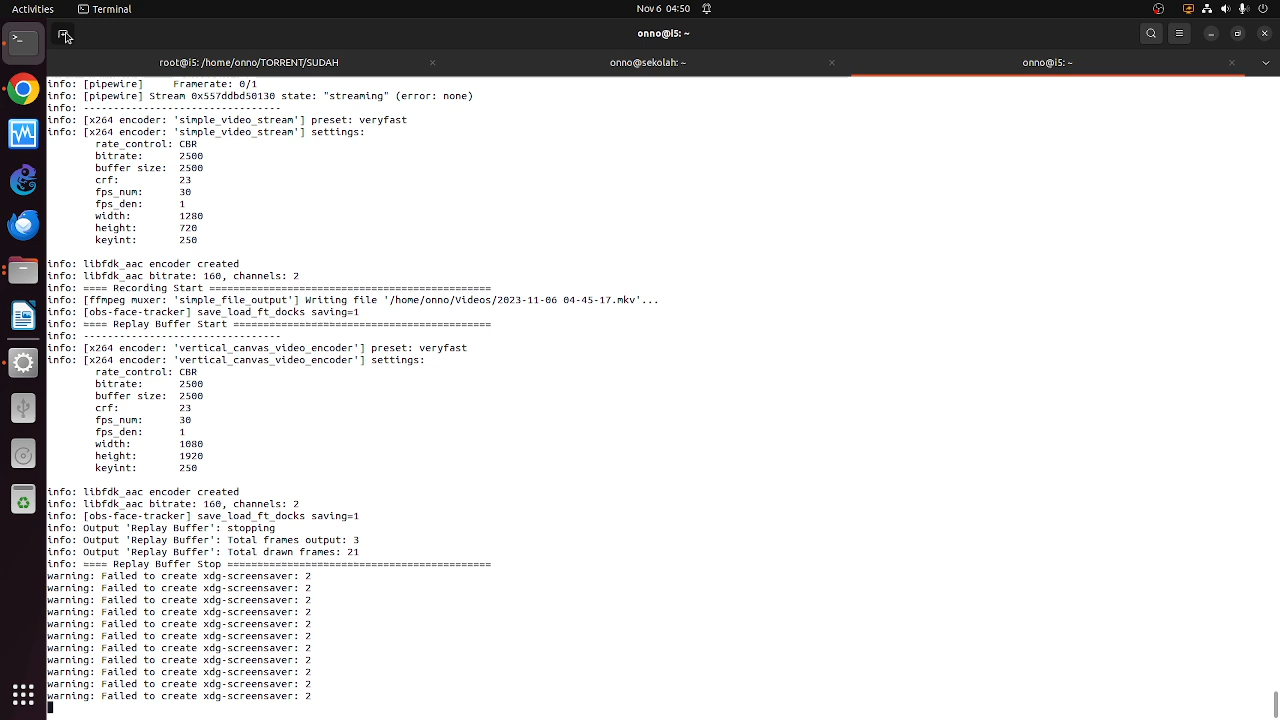 Activities
Terminal
Nov 6 04:50
onno@i5: ~
root@i5: /home/onno/TORRENT/SUDAH
onno@sekolah: ~
onno@i5: ~
info: [pipewire]     Framerate: 0/1
info: [pipewire] Stream 0x557ddbd50130 state: "streaming" (error: none)
info: ---------------------------------
info: [x264 encoder: 'simple_video_stream'] preset: veryfast
info: [x264 encoder: 'simple_video_stream'] settings:
        rate_control: CBR
        bitrate:      2500
        buffer size:  2500
        crf:          23
        fps_num:      30
        fps_den:      1
        width:        1280
        height:       720
        keyint:       250
info: libfdk_aac encoder created
info: libfdk_aac bitrate: 160, channels: 2
info: ==== Recording Start ===============================================
info: [ffmpeg muxer: 'simple_file_output'] Writing file '/home/onno/Videos/2023-11-06 04-45-17.mkv'...
info: [obs-face-tracker] save_load_ft_docks saving=1
info: ==== Replay Buffer Start ===========================================
info: ---------------------------------
info: [x264 encoder: 'vertical_canvas_video_encoder'] preset: veryfast
info: [x264 encoder: 'vertical_canvas_video_encoder'] settings:
        rate_control: CBR
        bitrate:      2500
        buffer size:  2500
        crf:          23
        fps_num:      30
        fps_den:      1
        width:        1080
        height:       1920
        keyint:       250
info: libfdk_aac encoder created
info: libfdk_aac bitrate: 160, channels: 2
info: [obs-face-tracker] save_load_ft_docks saving=1
info: Output 'Replay Buffer': stopping
info: Output 'Replay Buffer': Total frames output: 3
info: Output 'Replay Buffer': Total drawn frames: 21
info: ==== Replay Buffer Stop ============================================
warning: Failed to create xdg-screensaver: 2
warning: Failed to create xdg-screensaver: 2
warning: Failed to create xdg-screensaver: 2
warning: Failed to create xdg-screensaver: 2
warning: Failed to create xdg-screensaver: 2
warning: Failed to create xdg-screensaver: 2
warning: Failed to create xdg-screensaver: 2
warning: Failed to create xdg-screensaver: 2
warning: Failed to create xdg-screensaver: 2
warning: Failed to create xdg-screensaver: 2
warning: Failed to create xdg-screensaver: 2